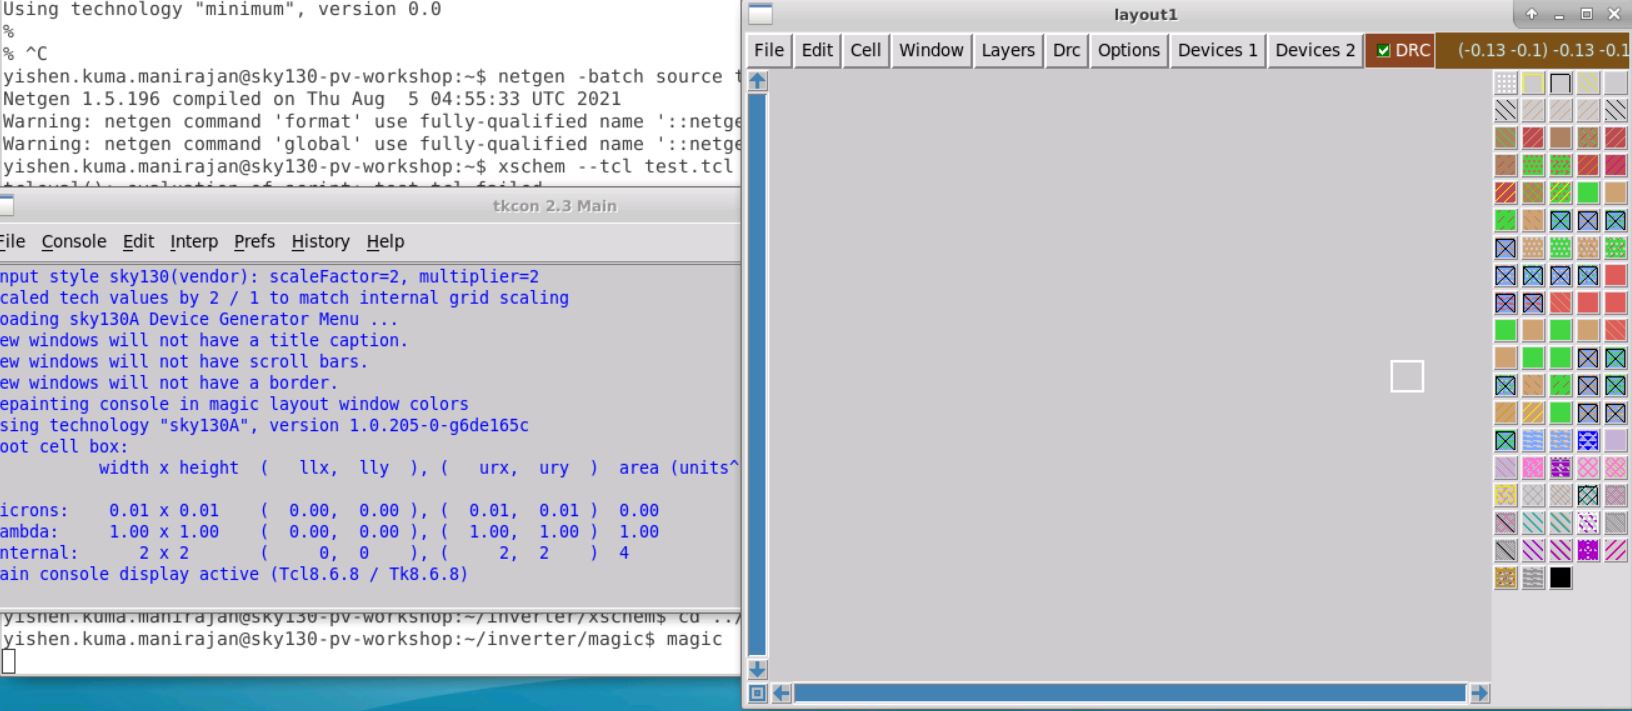 Using technology "minimum", version 0.0
%
% ^C
yishen.kuma.manirajan@sky130-pv-workshop:~$ netgen -batch source t
Netgen 1.5.196 compiled on Thu Aug  5 04:55:33 UTC 2021
Warning: netgen command 'format' use fully-qualified name '::netge
Warning: netgen command 'global' use fully-qualified name '::netge
yishen.kuma.manirajan@sky130-pv-workshop:~$ xschem --tcl test.tcl
tkcon 2.3 Main
File Console Edit Interp Prefs History Help
nput style sky130(vendor): scaleFactor=2, multiplier=2
caled tech values by 2 / 1 to match internal grid scaling
oading sky130A Device Generator Menu ...
ew windows will not have a title caption.
ew windows will not have scroll bars.
ew windows will not have a border.
epainting console in magic layout window colors
sing technology "sky130A", version 1.0.205-0-g6de165c
oot cell box:
width x height  (   llx,  lly  ), (   urx,  ury  )  area (units^
icrons:    0.01 x 0.01    (  0.00,  0.00 ), (  0.01,  0.01 )  0.00
ambda:    1.00 x 1.00    (  0.00,  0.00 ), (  1.00,  1.00 )  1.00
nternal:      2 x 2       (     0,  0    ), (     2,  2    )  4
ain console display active (Tcl8.6.8 / Tk8.6.8)
yishen.kuma.manirajan@sky130-pv-workshop:~/inverter/xschem$ cd ../
yishen.kuma.manirajan@sky130-pv-workshop:~/inverter/magic$ magic
layout1
File Edit Cell Window Layers Drc Options Devices 1 Devices 2 DRC (-0.13 -0.1) -0.13 -0.1